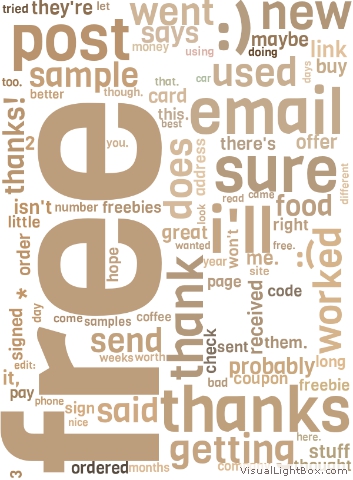 tried
they're
let
went
:)
new
post
says
maybe
money
using
doing
link
sample
car
used
days
buy
too.
that.
better
though.
card
email
thanks!
free
this.
best
2
you.
does
address
there's
offer
sure
different
isn't
number
freebies
look
read
come
food
little
great
i'll
right
wanted
won't
free.
:)
order
hope
year
me.
site
worked
*
thank
page
received
code
day
signed
come
samples
coffee
send
check
sent
them.
weeks
worth
probably
long
edit:
it,
bad
coupon
freebie
pay
phone
sign
said
thanks
nice
here.
getting
stuff
3
ordered
months
thought
VisualLightBox.com